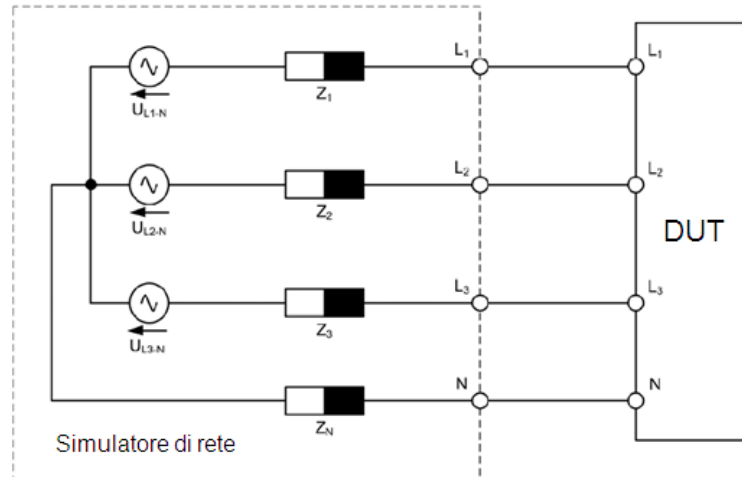 L1 L1
UL1-N
Z1
L2 L2
UL2-N
Z2
DUT
L3 L3
UL3-N
Z3
N N
ZN
Simulatore di rete